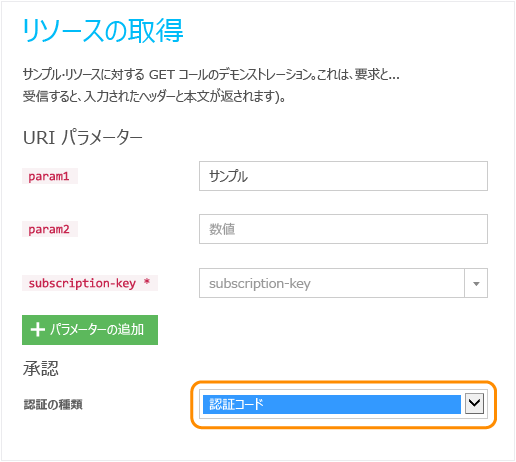 リソースの取得
サンプル・リソースに対する GET コールのデモンストレーション。これは、要求と...
受信すると、入力されたヘッダーと本文が返されます)。
URI パラメーター
param1 サンプル
param2 数値
subscription-key * subscription-key
+ パラメーターの追加
承認
認証の種類 認証コード